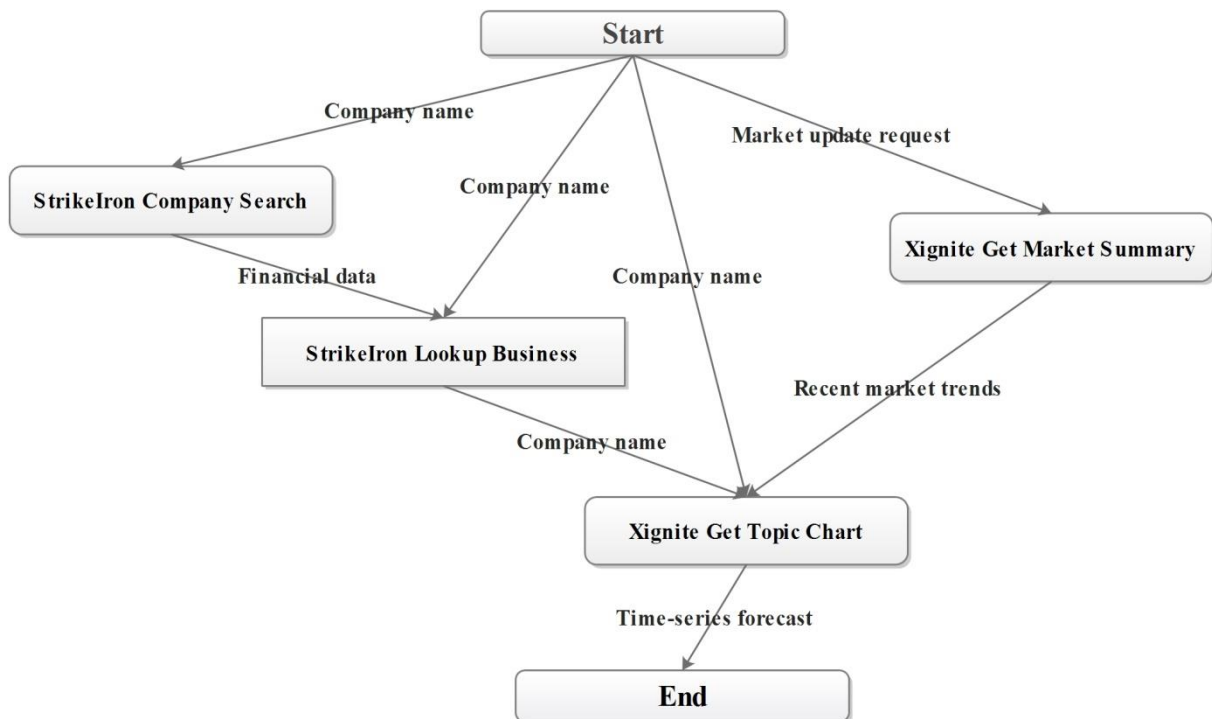 Start
Company name
Market update request
Company name
StrikeIron Company Search
Xignite Get Market Summary
Financial data
Company name
StrikeIron Lookup Business
Recent market trends
Company name
Xignite Get Topic Chart
Time-series forecast
End